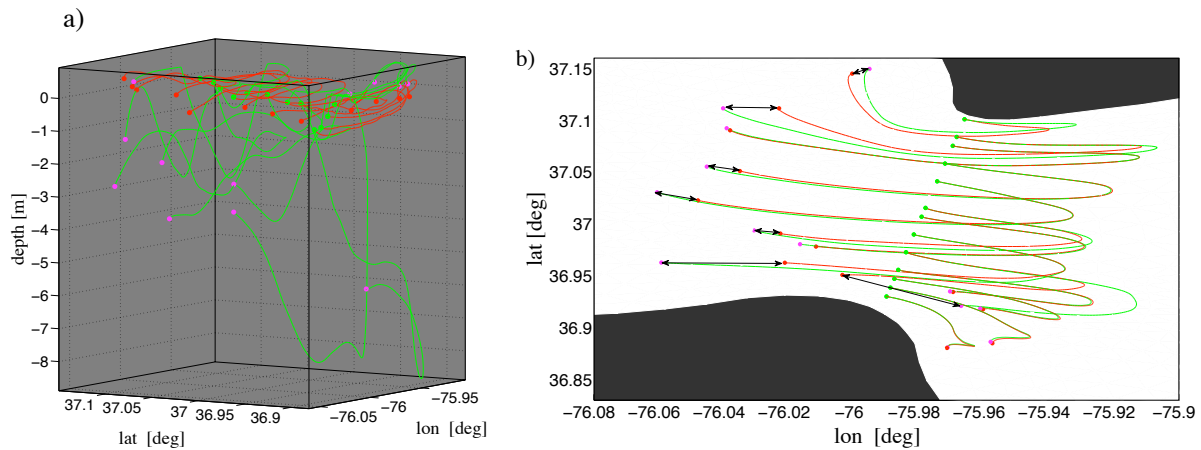 a)
0
−1
−2
−3
−4
−5
−6
−7
−8
depth [m]
37.1 37.05 37 36.95 36.9
lat [deg]
−76.05 −76 −75.95
lon [deg]
b)
37.15
37.1
37.05
37
36.95
36.9
36.85
lat [deg]
−76.08 −76.06 −76.04 −76.02 −76 −75.98 −75.96 −75.94 −75.92 −75.9
lon [deg]